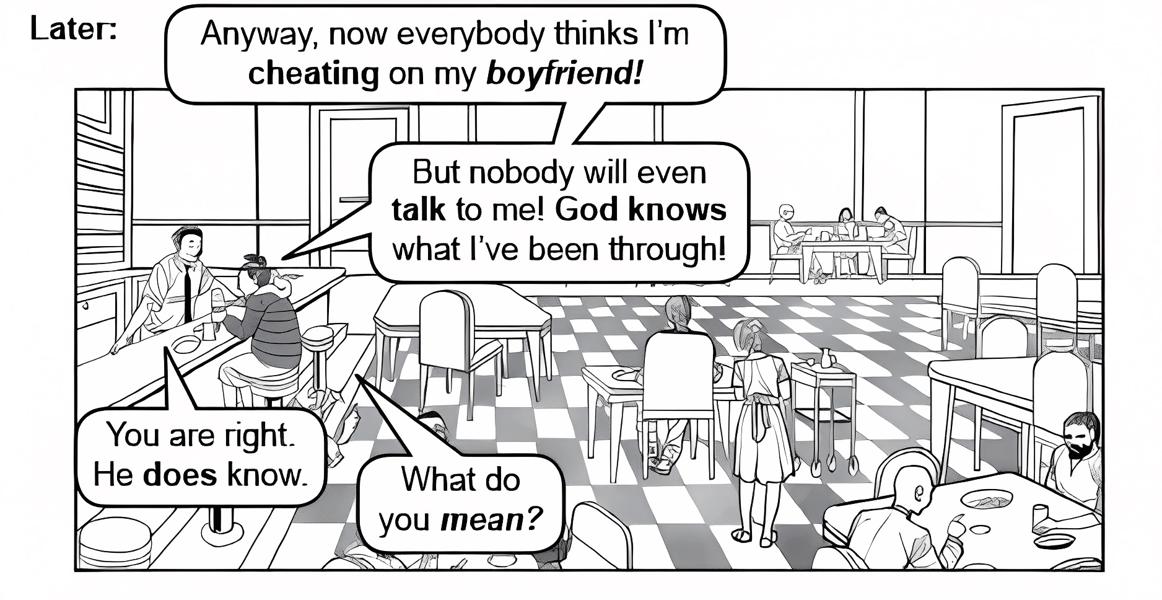 Later:
Anyway, now everybody thinks I'm
cheating on my boyfriend!
But nobody will even
talk to me! God knows
what I've been through!
You are right.
He does know.
What do
you mean?